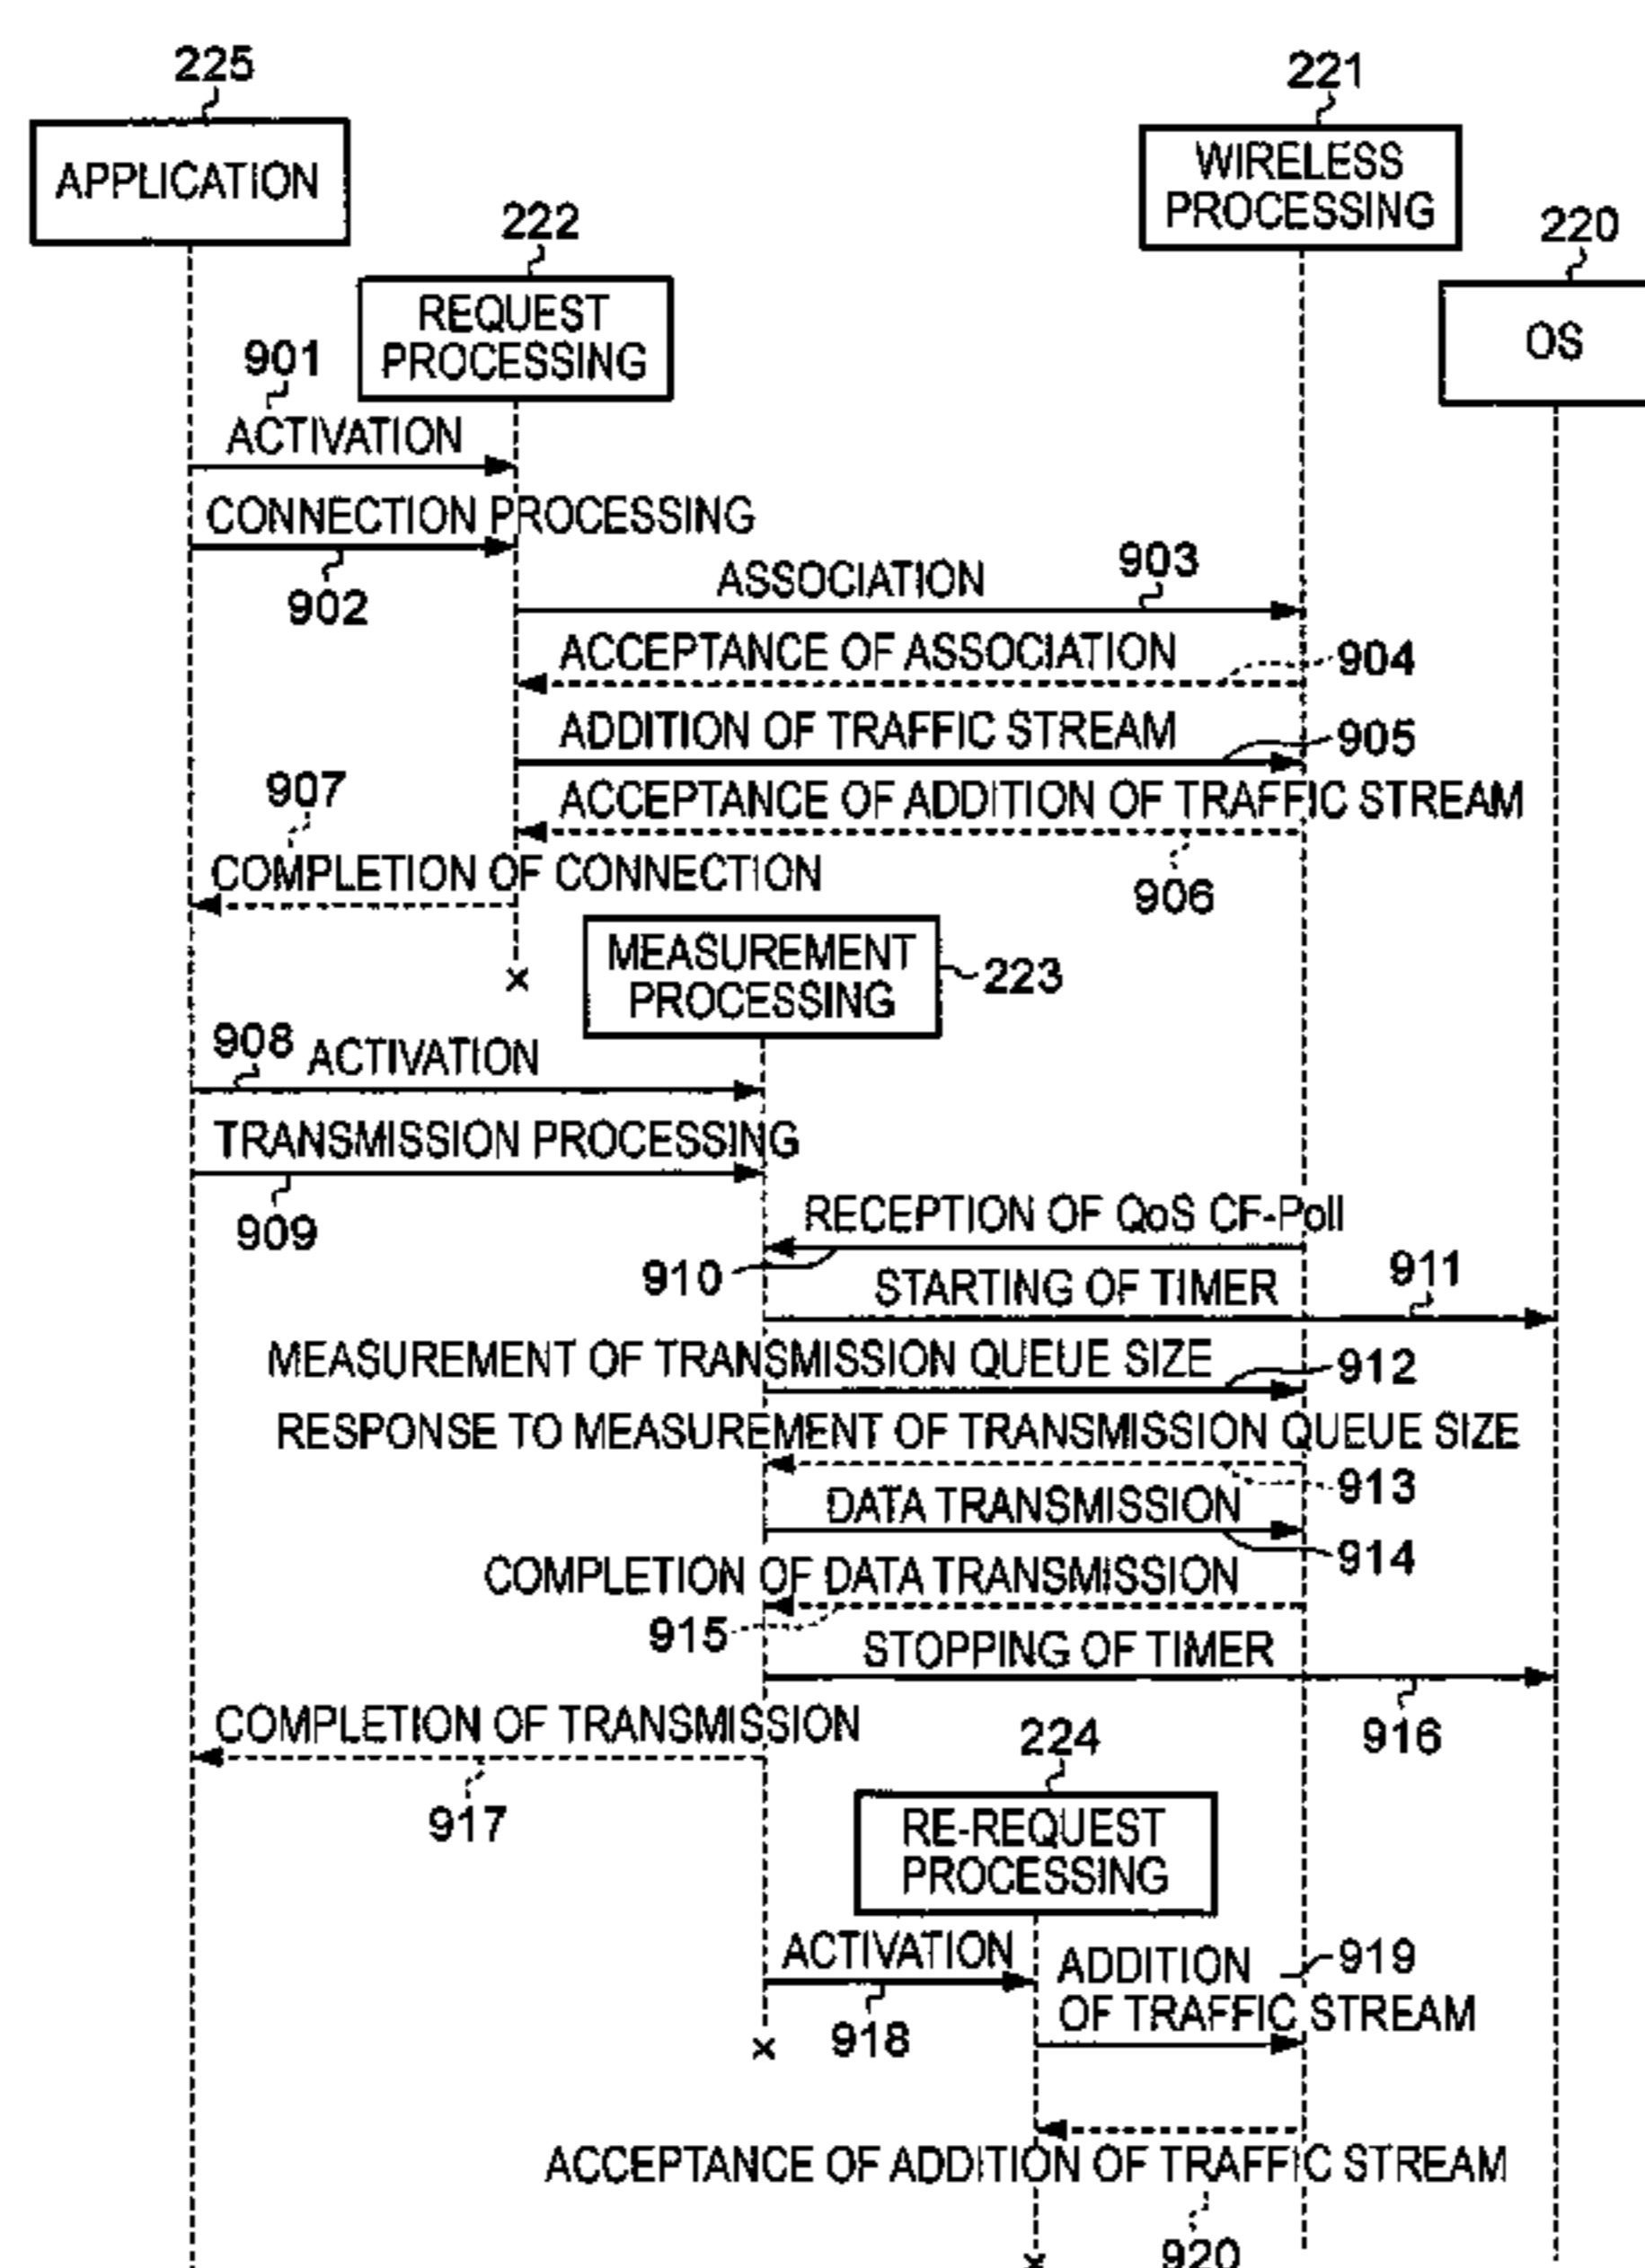 225
APPLICATION
221
WIRELESS
PROCESSING
222
REQUEST
PROCESSING
220
OS
901
ACTIVATION
CONNECTION PROCESSING
902
ASSOCIATION
903
ACCEPTANCE OF ASSOCIATION
904
ADDITION OF TRAFFIC STREAM
905
907
ACCEPTANCE OF ADDITION OF TRAFFIC STREAM
906
COMPLETION OF CONNECTION
MEASUREMENT
PROCESSING
223
908
ACTIVATION
TRANSMISSION PROCESSING
909
RECEPTION OF QoS CF-Poll
910
STARTING OF TIMER
911
MEASUREMENT OF TRANSMISSION QUEUE SIZE
912
RESPONSE TO MEASUREMENT OF TRANSMISSION QUEUE SIZE
913
DATA TRANSMISSION
914
COMPLETION OF DATA TRANSMISSION
915
STOPPING OF TIMER
916
COMPLETION OF TRANSMISSION
917
224
RE-REQUEST
PROCESSING
ACTIVATION
918
ADDITION
OF TRAFFIC STREAM
919
ACCEPTANCE OF ADDITION OF TRAFFIC STREAM
920